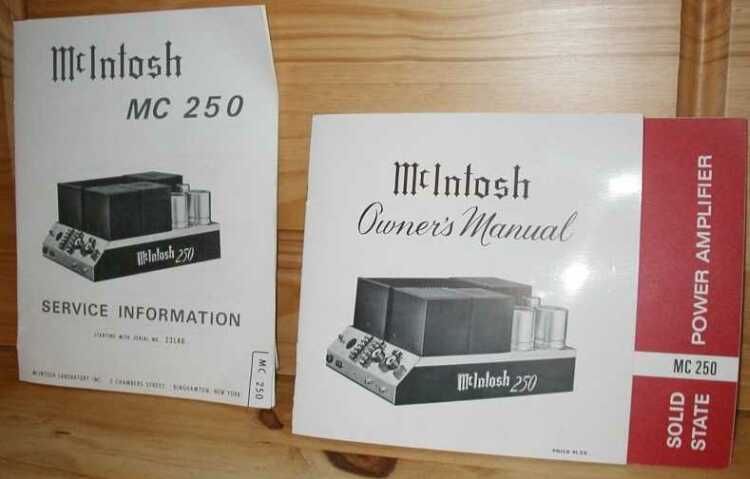 McIntosh
MC 250
McIntosh 250
SERVICE INFORMATION
STARTING WITH SERIAL NO.
McINTOSH LABORATORY INC. 2 CHAMBERS STREET BINGHAMTON, NEW YORK
MC 250
McIntosh
Owner's Manual
McIntosh 250
SOLID STATE
POWER AMPLIFIER
MC 250